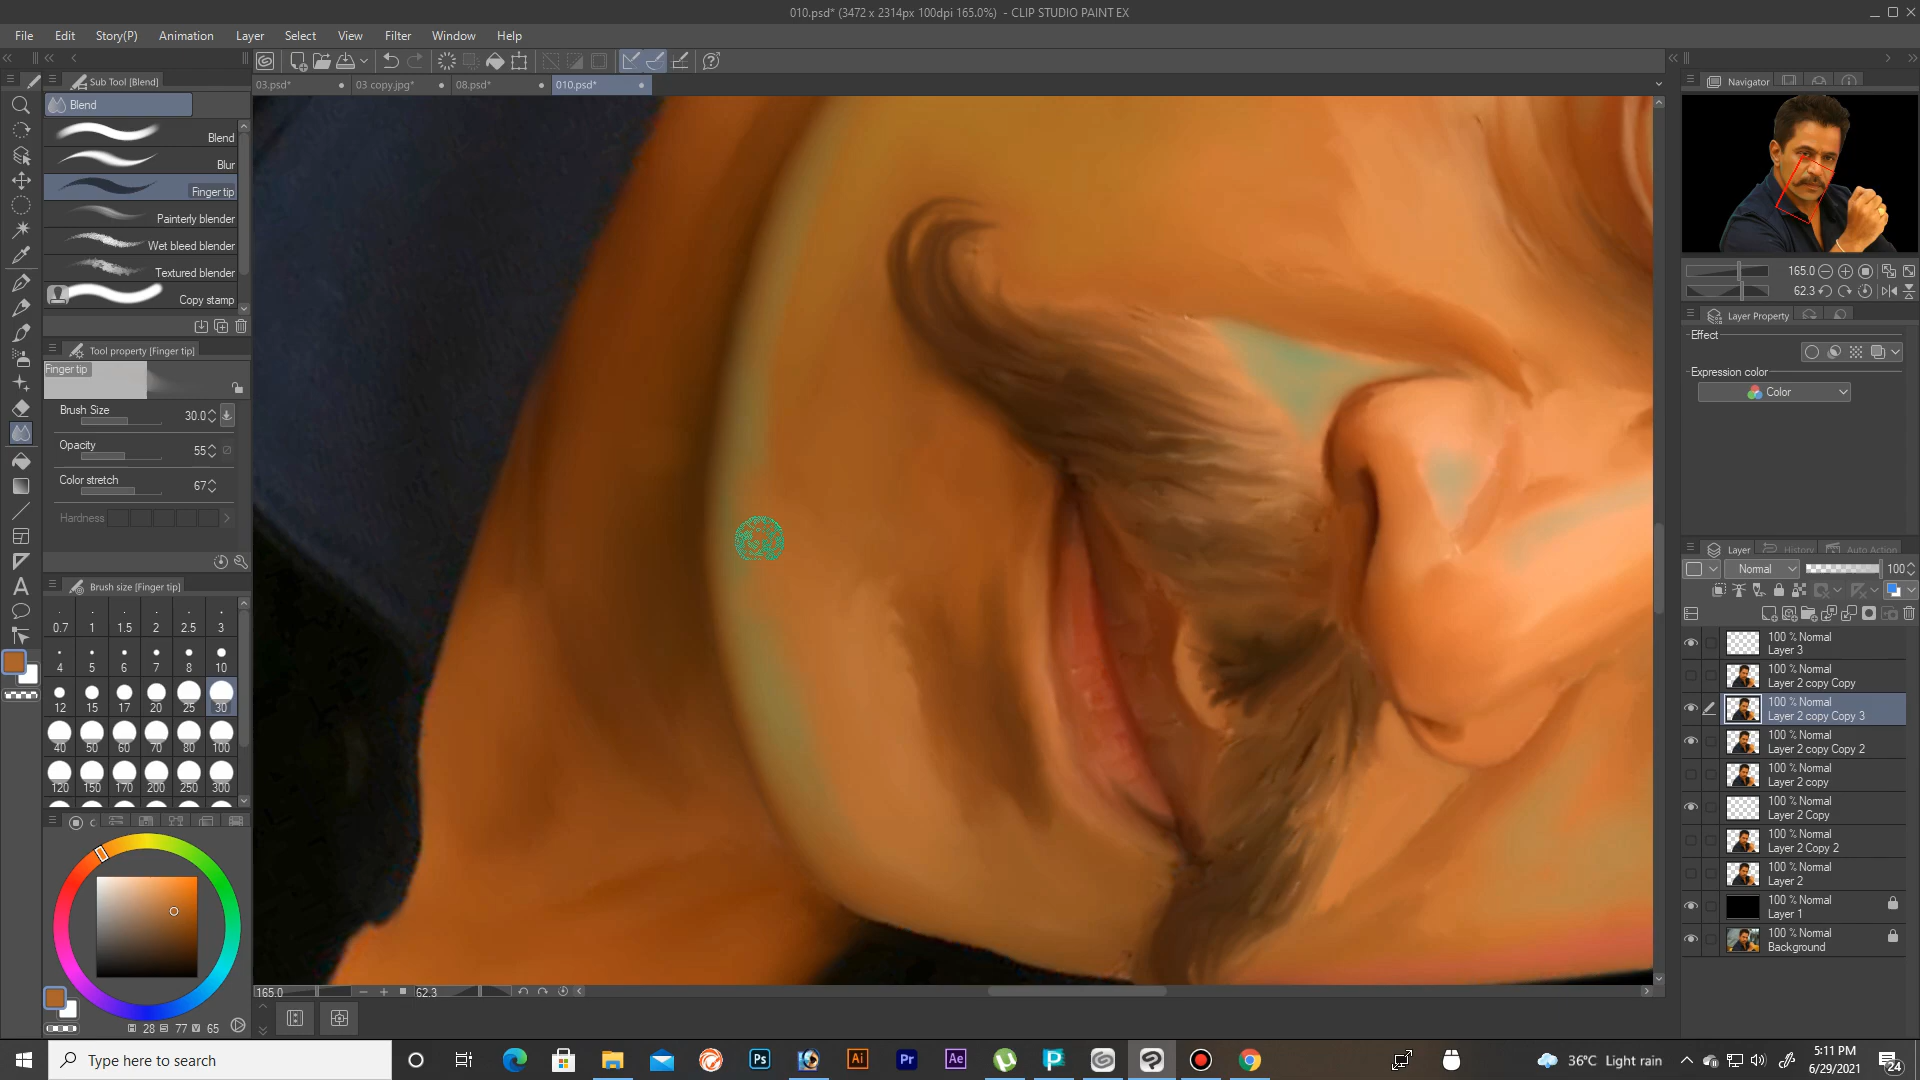 010.psd* (3472 x 2314px 100dpi 165.0%)  - CLIP STUDIO PAINT EX
File Edit Story(P) Animation Layer Select View Filter Window Help
Sub Tool [Blend]
Blend
Blend
Blur
Finger tip
Painterly blender
Wet bleed blender
Textured blender
Copy stamp
Tool property [Finger tip]
Finger tip
Brush Size 30.0
Opacity 55
Color stretch 67
Hardness
Brush size [Finger tip]
0.7 1 1.5 2 2.5 3
4 5 6 7 8 10
12 15 17 20 25 30
40 50 60 70 80 100
120 150 170 200 250 300
28 77 65
03.psd* 03 copy.jpg* 08.psd* 010.psd*
165.0 62.3
Navigator
165.0
62.3
Layer Property
Effect
Expression color
Color
Layer History Auto Action
Normal 100
100 % Normal
Layer 3
100 % Normal
Layer 2 copy Copy
100 % Normal
Layer 2 copy Copy 3
100 % Normal
Layer 2 copy Copy 2
100 % Normal
Layer 2 copy
100 % Normal
Layer 2 Copy
100 % Normal
Layer 2 Copy 2
100 % Normal
Layer 2
100 % Normal
Layer 1
100 % Normal
Background
Type here to search
Ps Ai Pr Ae
36°C Light rain
5:11 PM
6/29/2021
24